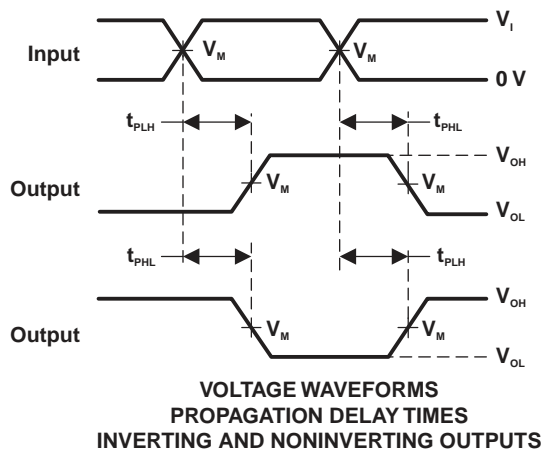 V_I
Input
V_M V_M
0 V
t_PLH t_PHL
V_OH
Output
V_M V_M
V_OL
t_PHL t_PLH
V_OH
Output
V_M V_M
V_OL
VOLTAGE WAVEFORMS
PROPAGATION DELAY TIMES
INVERTING AND NONINVERTING OUTPUTS